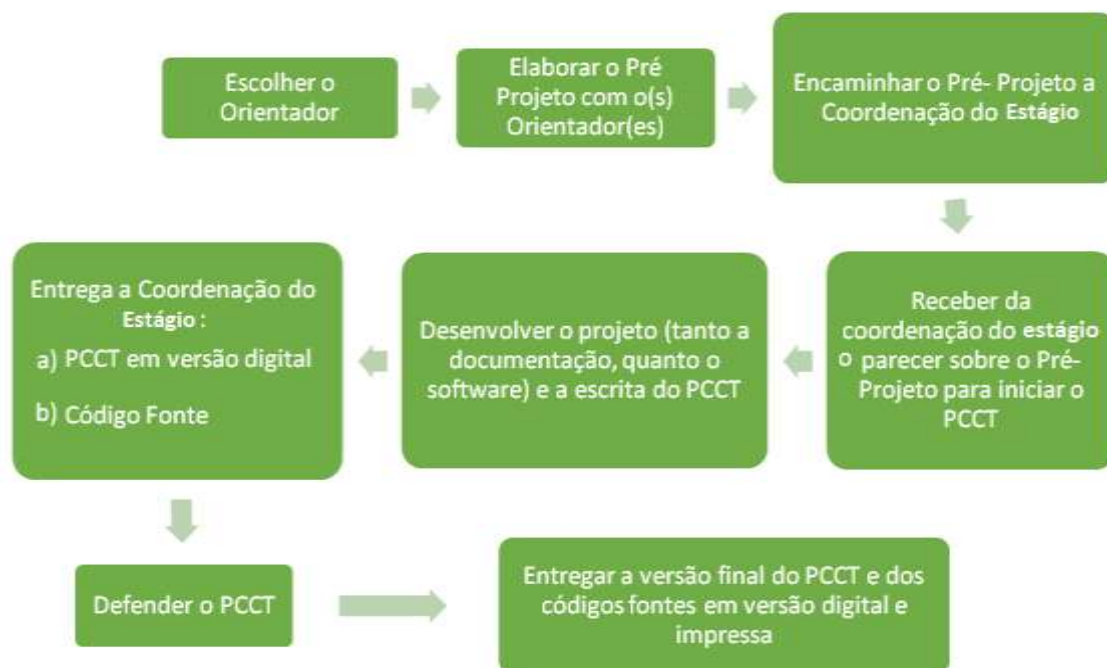 Escolher o
Orientador
Elaborar o Pré
Projeto com o(s)
Orientador(es)
Encaminhar o Pré- Projeto a
Coordenação do Estágio
Receber da
coordenação do estágio
o parecer sobre o Pré-
Projeto para iniciar o
PCCT
Desenvolver o projeto (tanto a
documentação, quanto o
software) e a escrita do PCCT
Entrega a Coordenação do
Estágio :
a) PCCT em versão digital
b) Código Fonte
Defender o PCCT
Entregar a versão final do PCCT e dos
códigos fontes em versão digital e
impressa